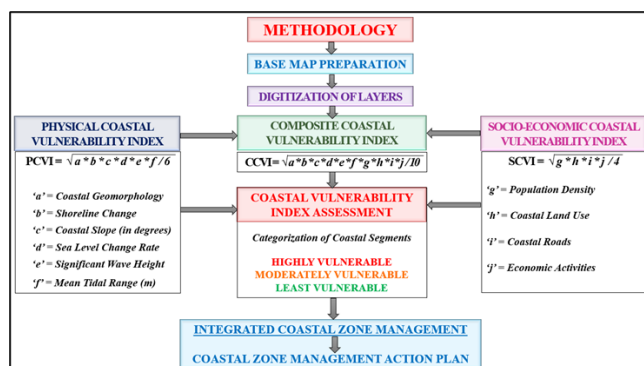 METHODOLOGY
BASE MAP PREPARATION
DIGITIZATION OF LAYERS
PHYSICAL COASTAL
VULNERABILITY INDEX
PCVI = √a*b*c*d*e*f/6
'a' = Coastal Geomorphology
'b' = Shoreline Change
'c' = Coastal Slope (in degrees)
'd' = Sea Level Change Rate
'e' = Significant Wave Height
'f' = Mean Tidal Range (m)
COMPOSITE COASTAL
VULNERABILITY INDEX
CCVI = √a*b*c*d*e*f*g*h*i*j/10
SOCIO-ECONOMIC COASTAL
VULNERABILITY INDEX
SCVI = √g*h*i*j/4
'g' = Population Density
'h' = Coastal Land Use
'i' = Coastal Roads
'j' = Economic Activities
COASTAL VULNERABILITY
INDEX ASSESSMENT
Categorization of Coastal Segments
HIGHLY VULNERABLE
MODERATELY VULNERABLE
LEAST VULNERABLE
INTEGRATED COASTAL ZONE MANAGEMENT
COASTAL ZONE MANAGEMENT ACTION PLAN